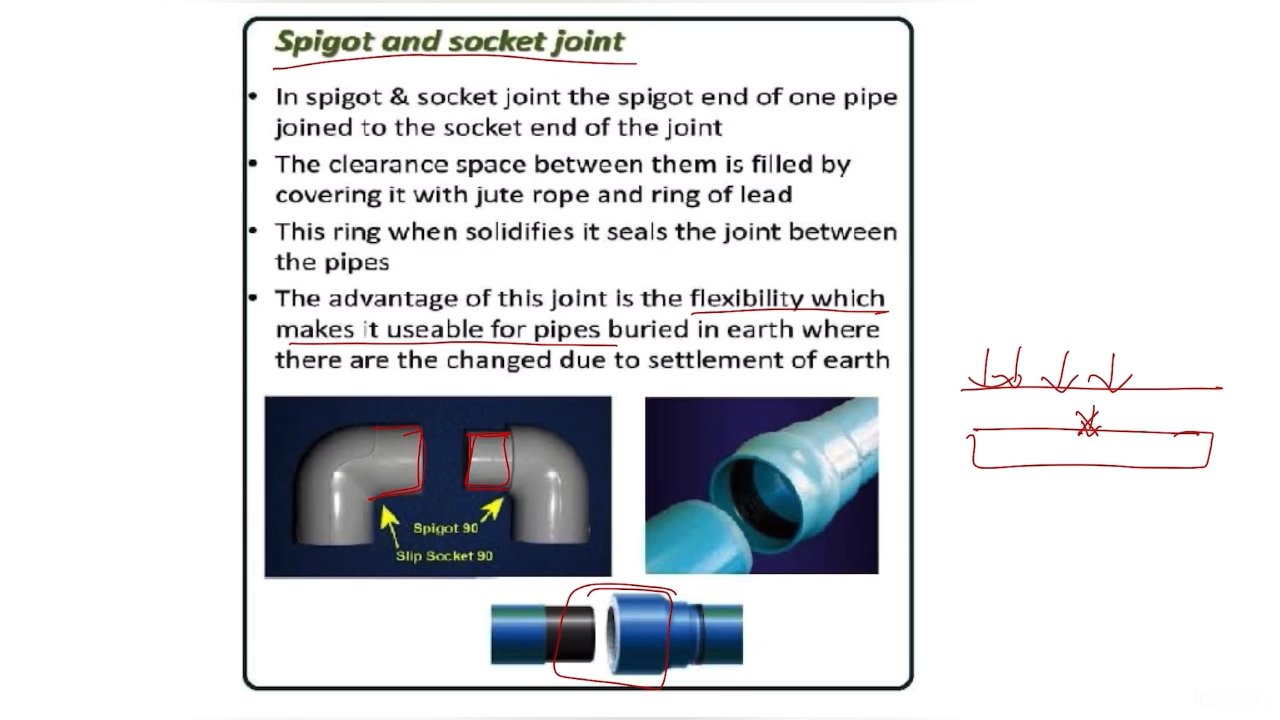 Spigot and socket joint
• In spigot & socket joint the spigot end of one pipe
joined to the socket end of the joint
• The clearance space between them is filled by
covering it with jute rope and ring of lead
• This ring when solidifies it seals the joint between
the pipes
• The advantage of this joint is the flexibility which
makes it useable for pipes buried in earth where
there are the changed due to settlement of earth
Spigot 90
Slip Socket 90